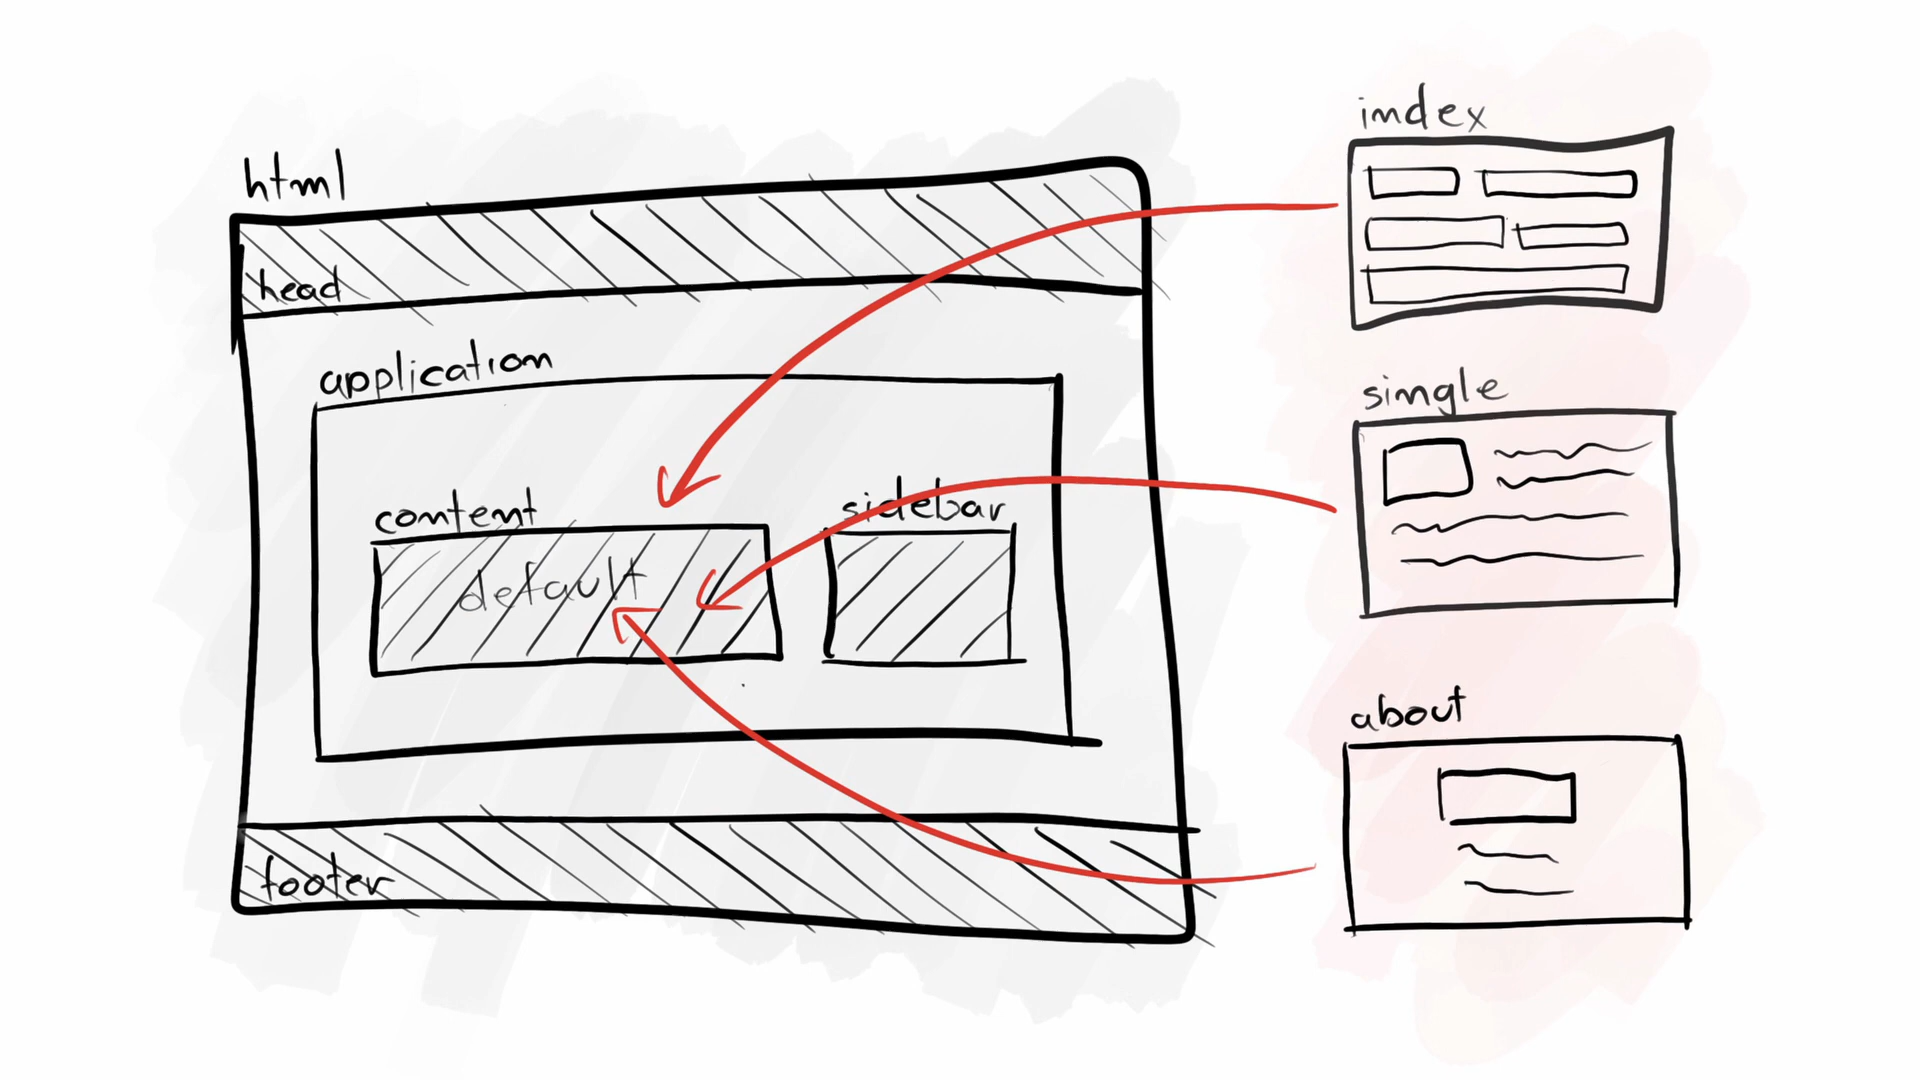 html
head
application
content
default
sidebar
footer
index
single
about